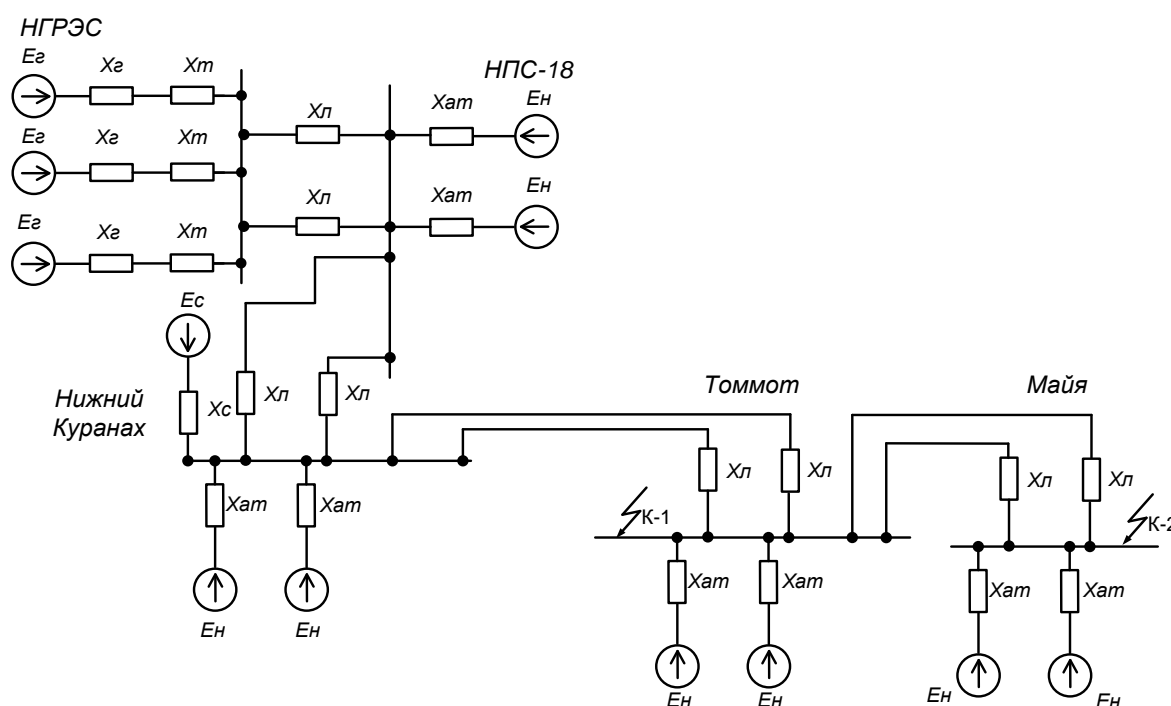 НГРЭС
Ег Хг Хт
НПС-18
Хл Хат Ен
Ег Хг Хт
Хл Хат Ен
Ег Хг Хт
Ес
Нижний
Куранах
Хс Хл Хл
Томмот
Майя
Хат Хат
Хл Хл
К-1
К-2
Ен Ен
Хат Хат
Хат Хат
Ен Ен
Ен Ен